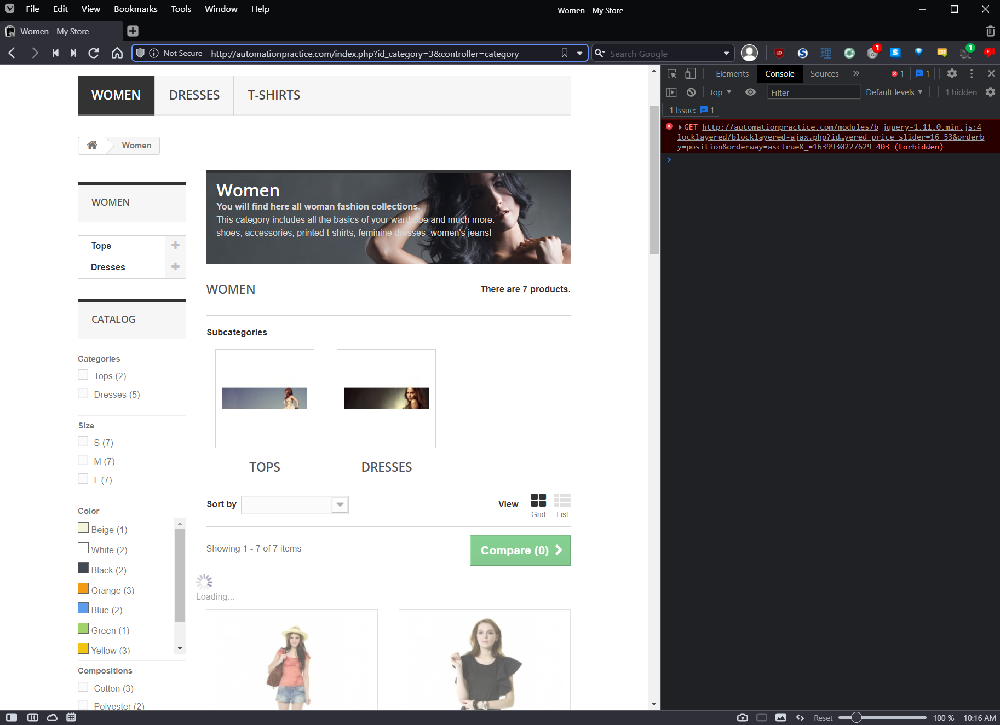 File Edit View Bookmarks Tools Window Help
Women - My Store
Women - My Store
Not Secure http://automationpractice.com/index.php?id_category=3&controller=category
Search Google
1
1
WOMEN DRESSES T-SHIRTS
Women
WOMEN
Tops
Dresses
CATALOG
Categories
Tops (2)
Dresses (5)
Size
S (7)
M (7)
L (7)
Color
Beige (1)
White (2)
Black (2)
Orange (3)
Blue (2)
Green (1)
Yellow (3)
Compositions
Cotton (3)
Polyester (2)
Women
You will find here all woman fashion collections.
This category includes all the basics of your wardrobe and much more:
shoes, accessories, printed t-shirts, feminine dresses, women's jeans!
WOMEN
There are 7 products.
Subcategories
TOPS
DRESSES
Sort by --
View
Grid List
Showing 1 - 7 of 7 items
Compare (0)
Loading...
Elements Console Sources » 1 1
top Filter Default levels 1 hidden
1 Issue: 1
GET http://automationpractice.com/modules/b jquery-1.11.0.min.js:4
locklayered/blocklayered-ajax.php?id…yered_price_slider=16_53&orderb
y=position&orderway=asctrue&_=1639930227629 403 (Forbidden)
Reset 100 % 10:16 AM